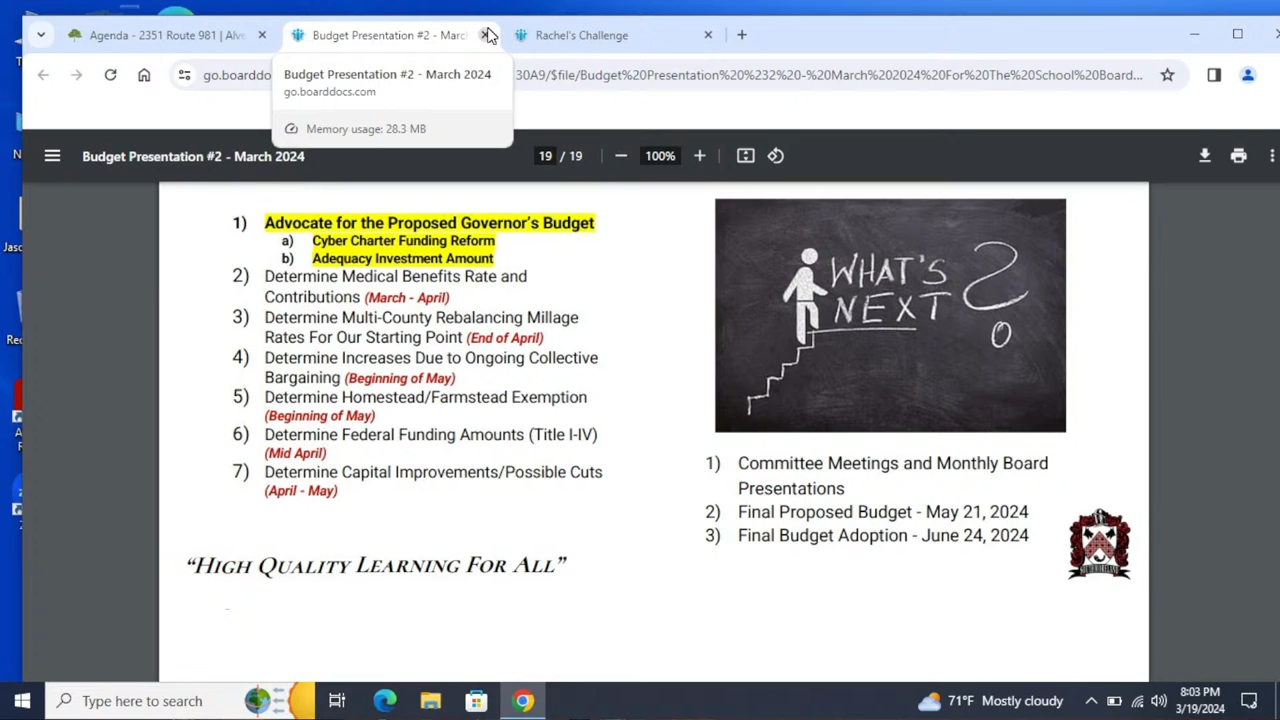 Agenda - 2351 Route 981 | Alve
Budget Presentation #2 - Marc
Rachel's Challenge
go.boarddo
30A9/$file/Budget%20Presentation%20%232%20-%20March%202024%20For%20The%20School%20Board...
Budget Presentation #2 - March 2024
go.boarddocs.com
Memory usage: 28.3 MB
Budget Presentation #2 - March 2024
19 / 19
100%
1) Advocate for the Proposed Governor's Budget
a) Cyber Charter Funding Reform
b) Adequacy Investment Amount
2) Determine Medical Benefits Rate and
Contributions (March - April)
3) Determine Multi-County Rebalancing Millage
Rates For Our Starting Point (End of April)
4) Determine Increases Due to Ongoing Collective
Bargaining (Beginning of May)
5) Determine Homestead/Farmstead Exemption
(Beginning of May)
6) Determine Federal Funding Amounts (Title I-IV)
(Mid April)
7) Determine Capital Improvements/Possible Cuts
(April - May)
"High Quality Learning For All"
WHAT'S
NEXT ?
1) Committee Meetings and Monthly Board
Presentations
2) Final Proposed Budget - May 21, 2024
3) Final Budget Adoption - June 24, 2024
Jasc
Rec
Type here to search
71°F Mostly cloudy
8:03 PM
3/19/2024